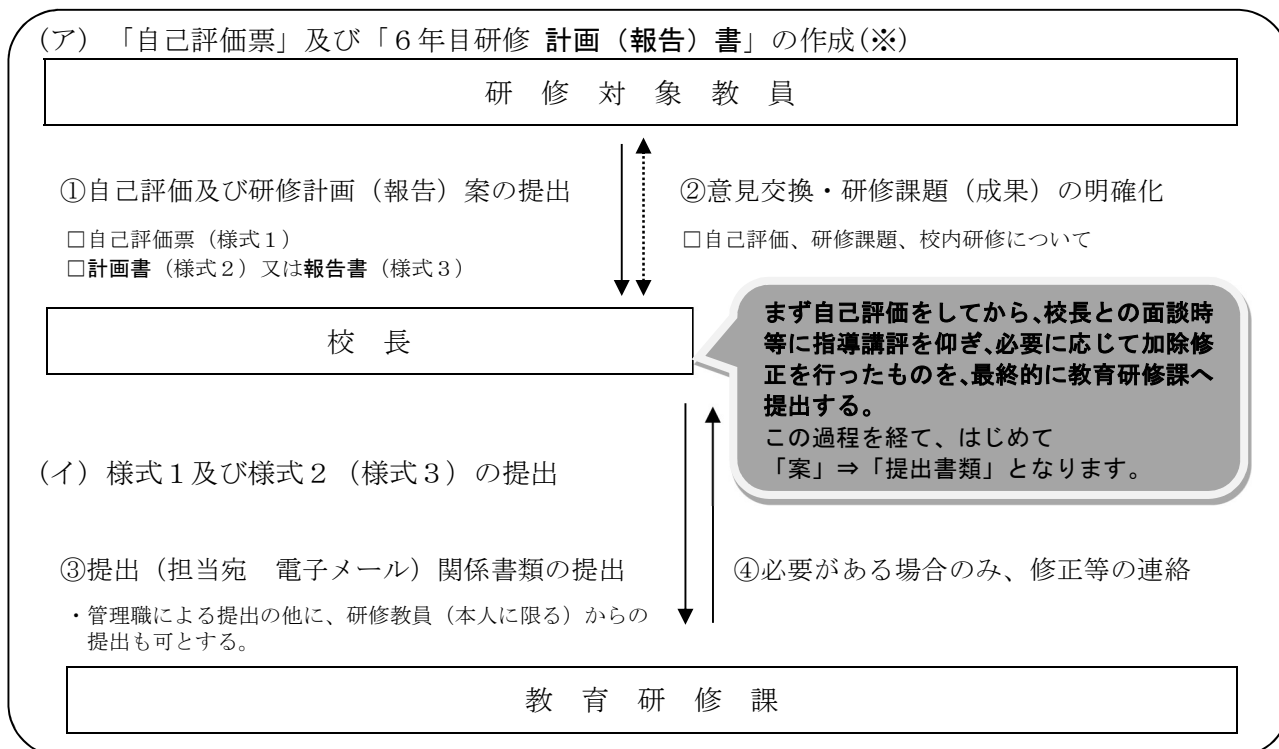 (ア) 「自己評価票」及び「６年目研修 計画（報告）書」の作成(※)
研 修 対 象 教 員
①自己評価及び研修計画（報告）案の提出
②意見交換・研修課題（成果）の明確化
□自己評価票（様式１）
□計画書（様式２）又は報告書（様式３）
□自己評価、研修課題、校内研修について
校 長
まず自己評価をしてから、校長との面談時
等に指導講評を仰ぎ、必要に応じて加除修
正を行ったものを、最終的に教育研修課へ
提出する。
この過程を経て、はじめて
「案」⇒「提出書類」となります。
(イ) 様式１及び様式２（様式３）の提出
③提出（担当宛　電子メール）関係書類の提出
④必要がある場合のみ、修正等の連絡
・管理職による提出の他に、研修教員（本人に限る）からの
提出も可とする。
教 育 研 修 課